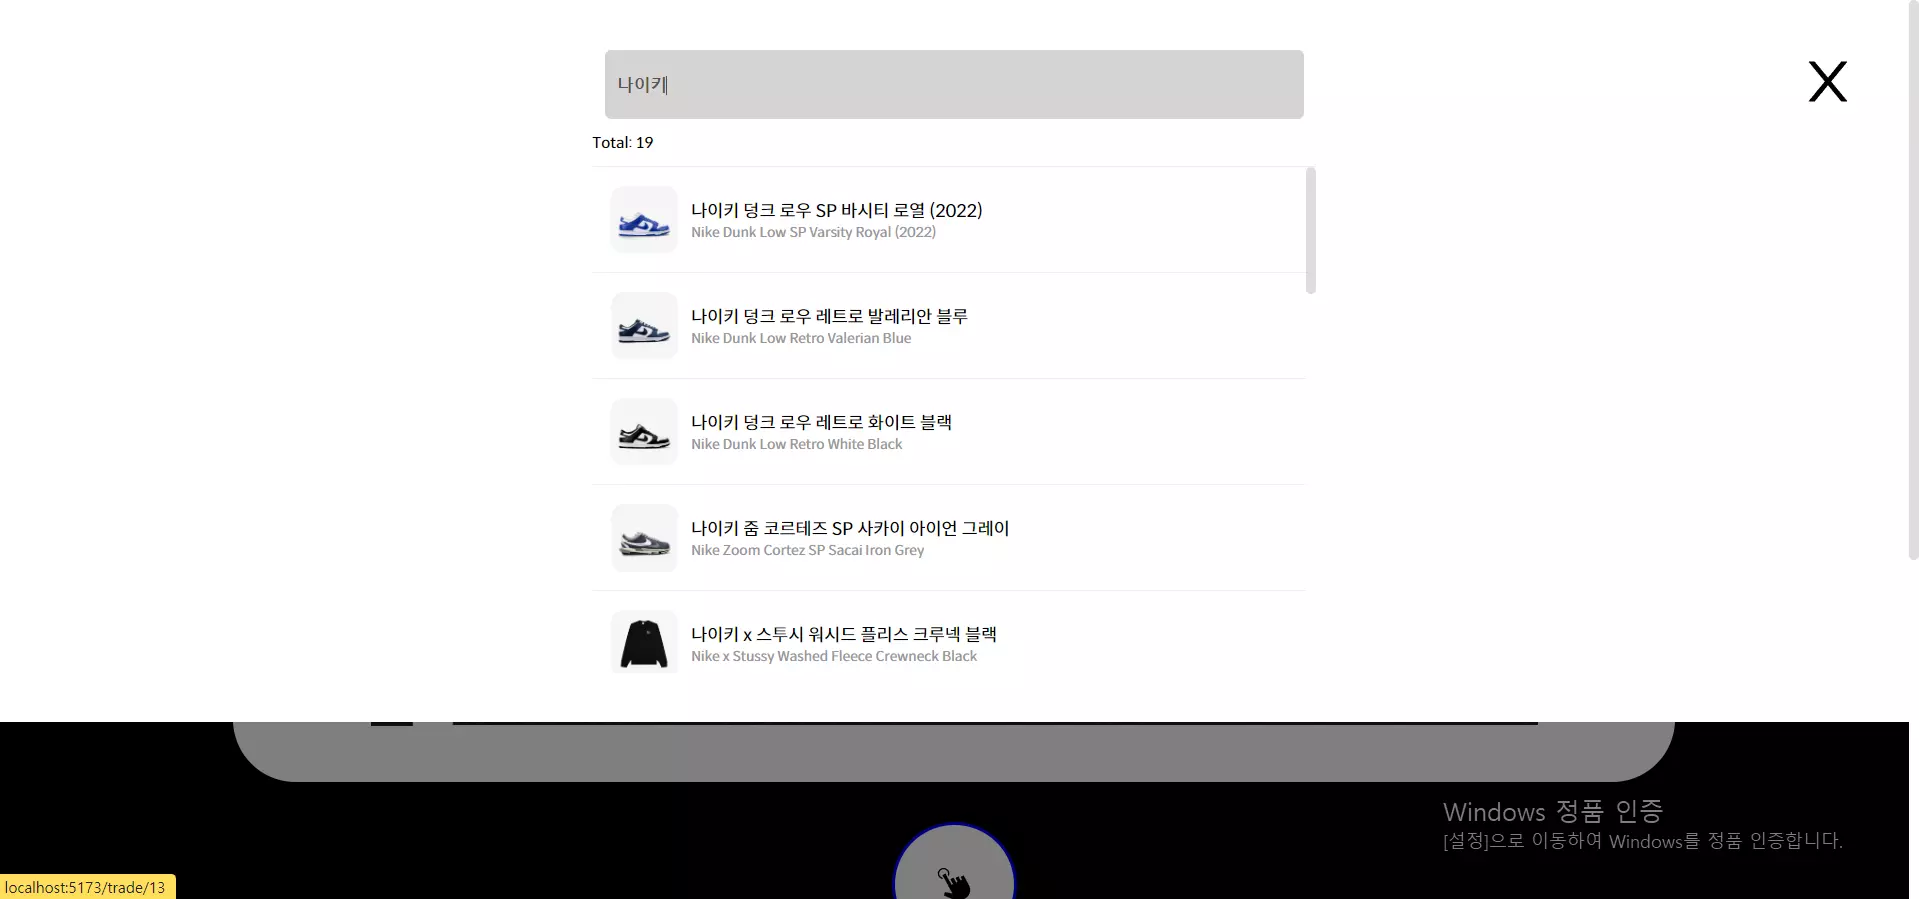 나이키
X
Total: 19
나이키 덩크 로우 SP 바시티 로열 (2022)
Nike Dunk Low SP Varsity Royal (2022)
나이키 덩크 로우 레트로 발레리안 블루
Nike Dunk Low Retro Valerian Blue
나이키 덩크 로우 레트로 화이트 블랙
Nike Dunk Low Retro White Black
나이키 줌 코르테즈 SP 사카이 아이언 그레이
Nike Zoom Cortez SP Sacai Iron Grey
나이키 x 스투시 워시드 플리스 크루넥 블랙
Nike x Stussy Washed Fleece Crewneck Black
Windows 정품 인증
[설정]으로 이동하여 Windows를 정품 인증합니다.
localhost:5173/trade/13